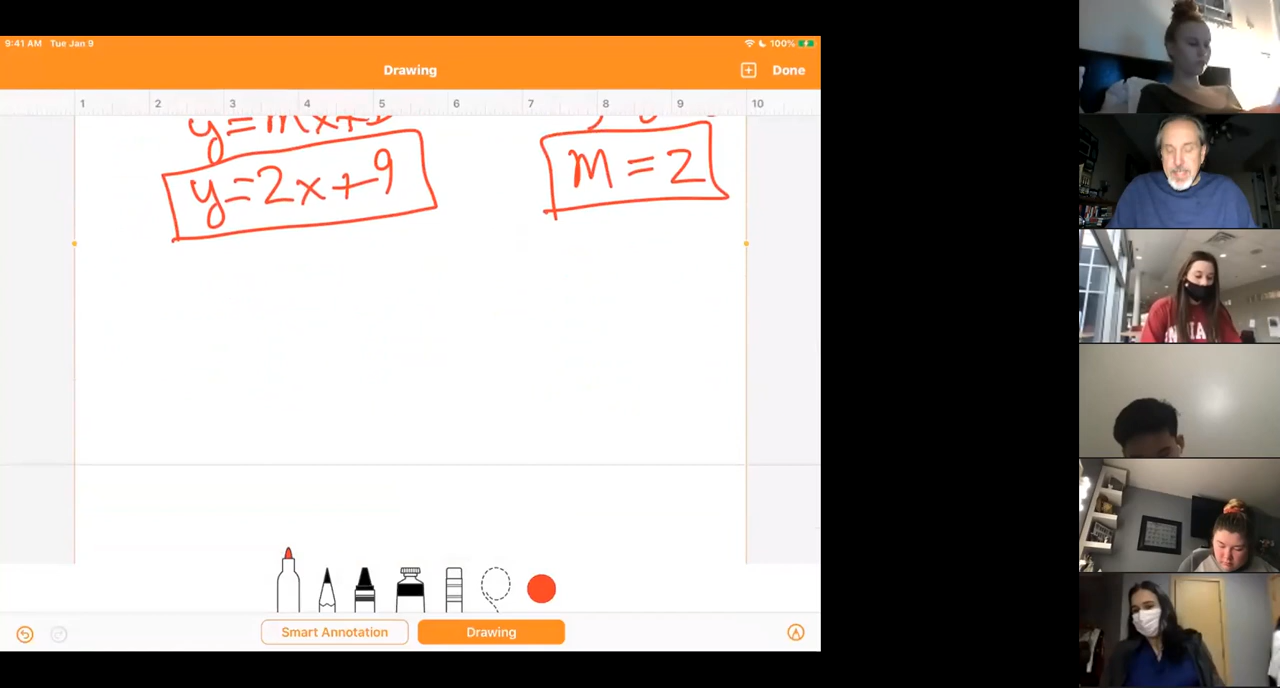 9:41 AM Tue Jan 9
100%
Drawing
Done
1 2 3 4 5 6 7 8 9 10
y=mx+
y=2x+9
m=2
Smart Annotation
Drawing